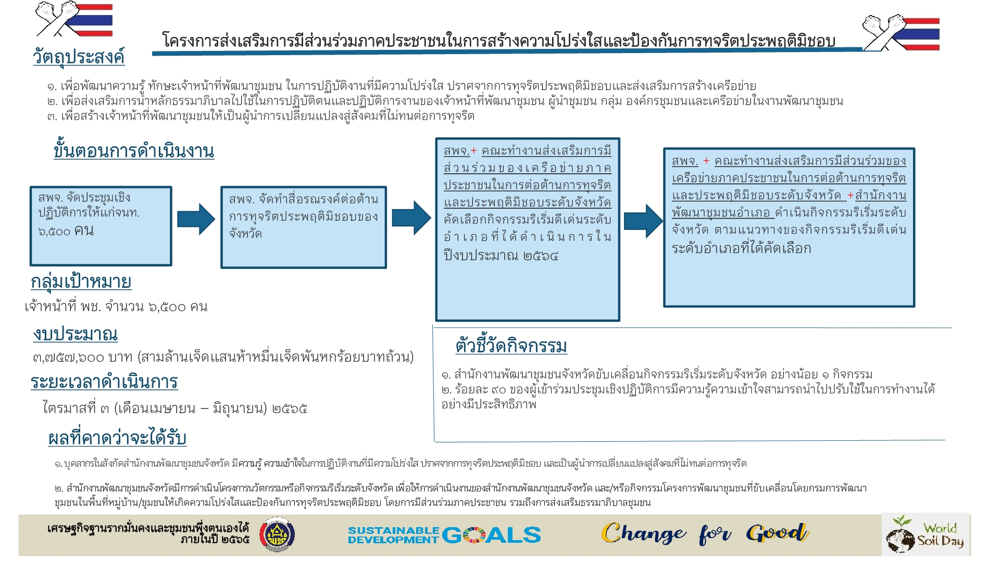 โครงการส่งเสริมการมีส่วนร่วมภาคประชาชนในการสร้างความโปร่งใสและป้องกันการทุจริตประพฤติมิชอบ
วัตถุประสงค์
๑. เพื่อพัฒนาความรู้ ทักษะเจ้าหน้าที่พัฒนาชุมชน ในการปฏิบัติงานที่มีความโปร่งใส ปราศจากการทุจริตประพฤติมิชอบและส่งเสริมการสร้างเครือข่าย
๒. เพื่อส่งเสริมการนำหลักธรรมาภิบาลไปใช้ในการปฏิบัติตนและปฏิบัติการงานของเจ้าหน้าที่พัฒนาชุมชน ผู้นำชุมชน กลุ่ม องค์กรชุมชนและเครือข่ายในงานพัฒนาชุมชน
๓. เพื่อสร้างเจ้าหน้าที่พัฒนาชุมชนให้เป็นผู้นำการเปลี่ยนแปลงสู่สังคมที่ไม่ทนต่อการทุจริต
ขั้นตอนการดำเนินงาน
สพจ. จัดประชุมเชิง
ปฏิบัติการให้แก่จนท.
๖,๕๐๐ คน
สพจ. จัดทำสื่อรณรงค์ต่อต้าน
การทุจริตประพฤติมิชอบของ
จังหวัด
สพจ.+ คณะทำงานส่งเสริมการมี
ส่วนร่วมของเครือข่ายภาค
ประชาชนในการต่อต้านการทุจริต
และประพฤติมิชอบระดับจังหวัด
คัดเลือกกิจกรรมริเริ่มดีเด่นระดับ
อำเภอที่ได้ดำเนินการใน
ปีงบประมาณ ๒๕๖๔
สพจ. + คณะทำงานส่งเสริมการมีส่วนร่วมของ
เครือข่ายภาคประชาชนในการต่อต้านการทุจริต
และประพฤติมิชอบระดับจังหวัด +สำนักงาน
พัฒนาชุมชนอำเภอ ดำเนินกิจกรรมริเริ่มระดับ
จังหวัด ตามแนวทางของกิจกรรมริเริ่มดีเด่น
ระดับอำเภอที่ได้คัดเลือก
กลุ่มเป้าหมาย
เจ้าหน้าที่ พช. จำนวน ๖,๕๐๐ คน
งบประมาณ
๓,๗๕๗,๖๐๐ บาท (สามล้านเจ็ดแสนห้าหมื่นเจ็ดพันหกร้อยบาทถ้วน)
ระยะเวลาดำเนินการ
ไตรมาสที่ ๓ (เดือนเมษายน – มิถุนายน) ๒๕๖๕
ตัวชี้วัดกิจกรรม
๑. สำนักงานพัฒนาชุมชนจังหวัดขับเคลื่อนกิจกรรมริเริ่มระดับจังหวัด อย่างน้อย ๑ กิจกรรม
๒. ร้อยละ ๙๐ ของผู้เข้าร่วมประชุมเชิงปฏิบัติการมีความรู้ความเข้าใจสามารถนำไปปรับใช้ในการทำงานได้
อย่างมีประสิทธิภาพ
ผลที่คาดว่าจะได้รับ
๑. บุคลากรในสังกัดสำนักงานพัฒนาชุมชนจังหวัด มีความรู้ ความเข้าใจในการปฏิบัติงานที่มีความโปร่งใส ปราศจากการทุจริตประพฤติมิชอบ และเป็นผู้นำการเปลี่ยนแปลงสู่สังคมที่ไม่ทนต่อการทุจริต
๒. สำนักงานพัฒนาชุมชนจังหวัดมีการดำเนินโครงการนวัตกรรมหรือกิจกรรมริเริ่มระดับจังหวัด เพื่อให้การดำเนินงานของสำนักงานพัฒนาชุมชนจังหวัด และ/หรือกิจกรรมโครงการพัฒนาชุมชนที่ขับเคลื่อนโดยกรมการพัฒนา
ชุมชนในพื้นที่หมู่บ้าน/ชุมชนให้เกิดความโปร่งใสและป้องกันการทุจริตประพฤติมิชอบ โดยการมีส่วนร่วมภาคประชาชน รวมถึงการส่งเสริมธรรมาภิบาลชุมชน
เศรษฐกิจฐานรากมั่นคงและชุมชนพึ่งตนเองได้
ภายในปี ๒๕๖๕
SUSTAINABLE
DEVELOPMENT GOALS
Change for Good
World
Soil Day